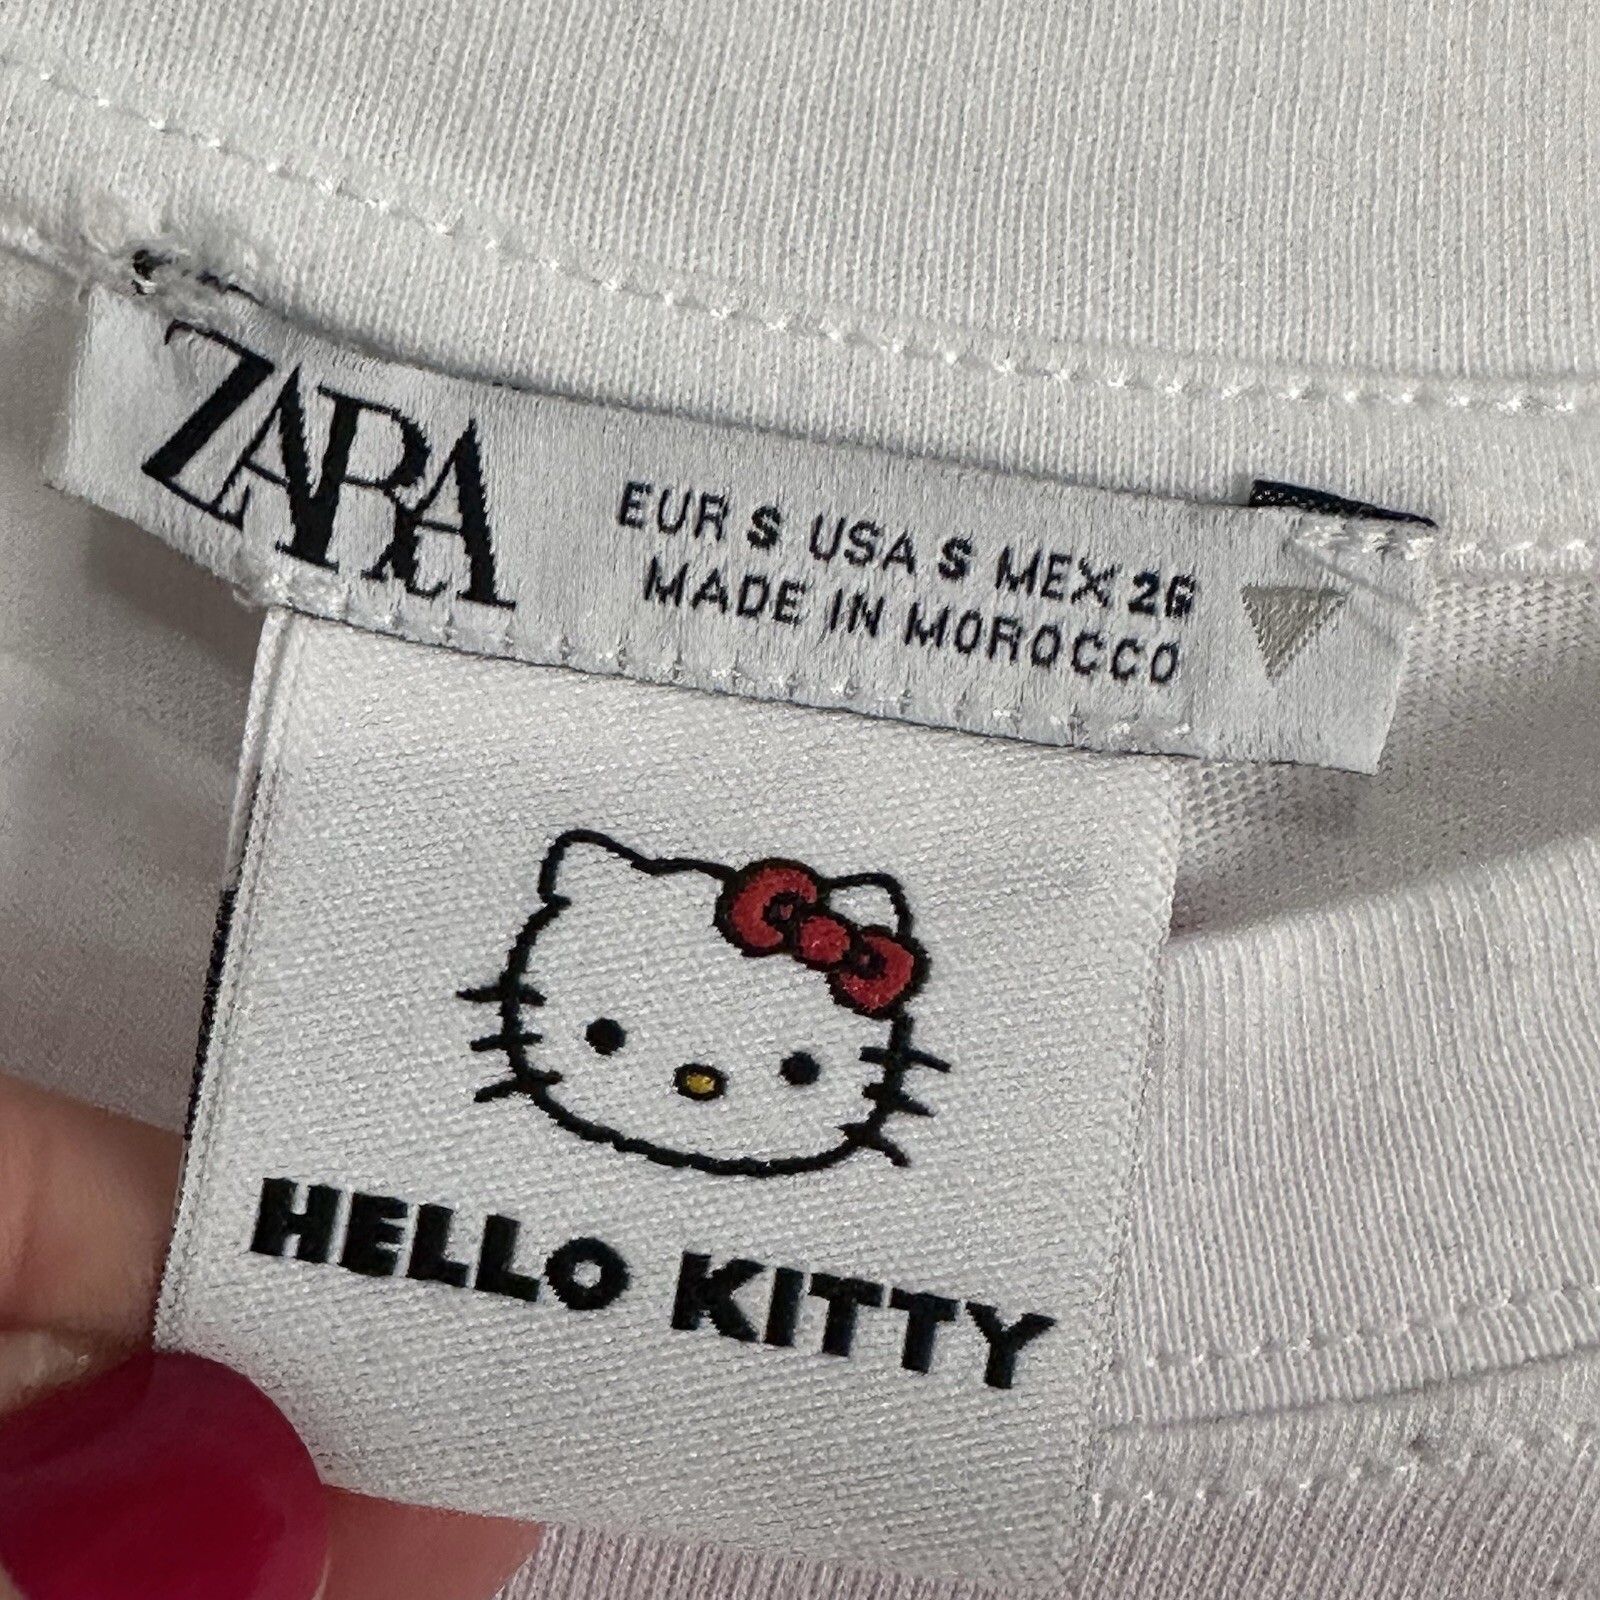 ZARA
EUR S USA S MEX 26
MADE IN MOROCCO
HELLO KITTY